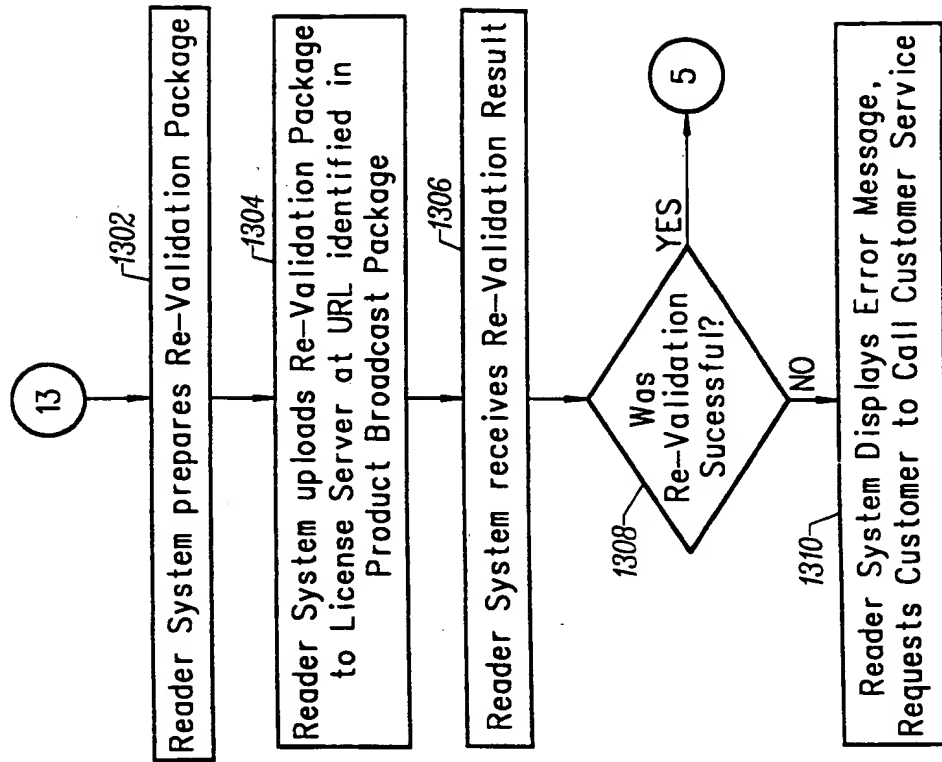 13
1302
Reader System prepares Re-Validation Package
1304
Reader System uploads Re-Validation Package
to License Server at URL identified in
Product Broadcast Package
1306
Reader System receives Re-Validation Result
1308
Was
Re-Validation
Sucessful?
YES
5
NO
1310
Reader System Displays Error Message,
Requests Customer to Call Customer Service